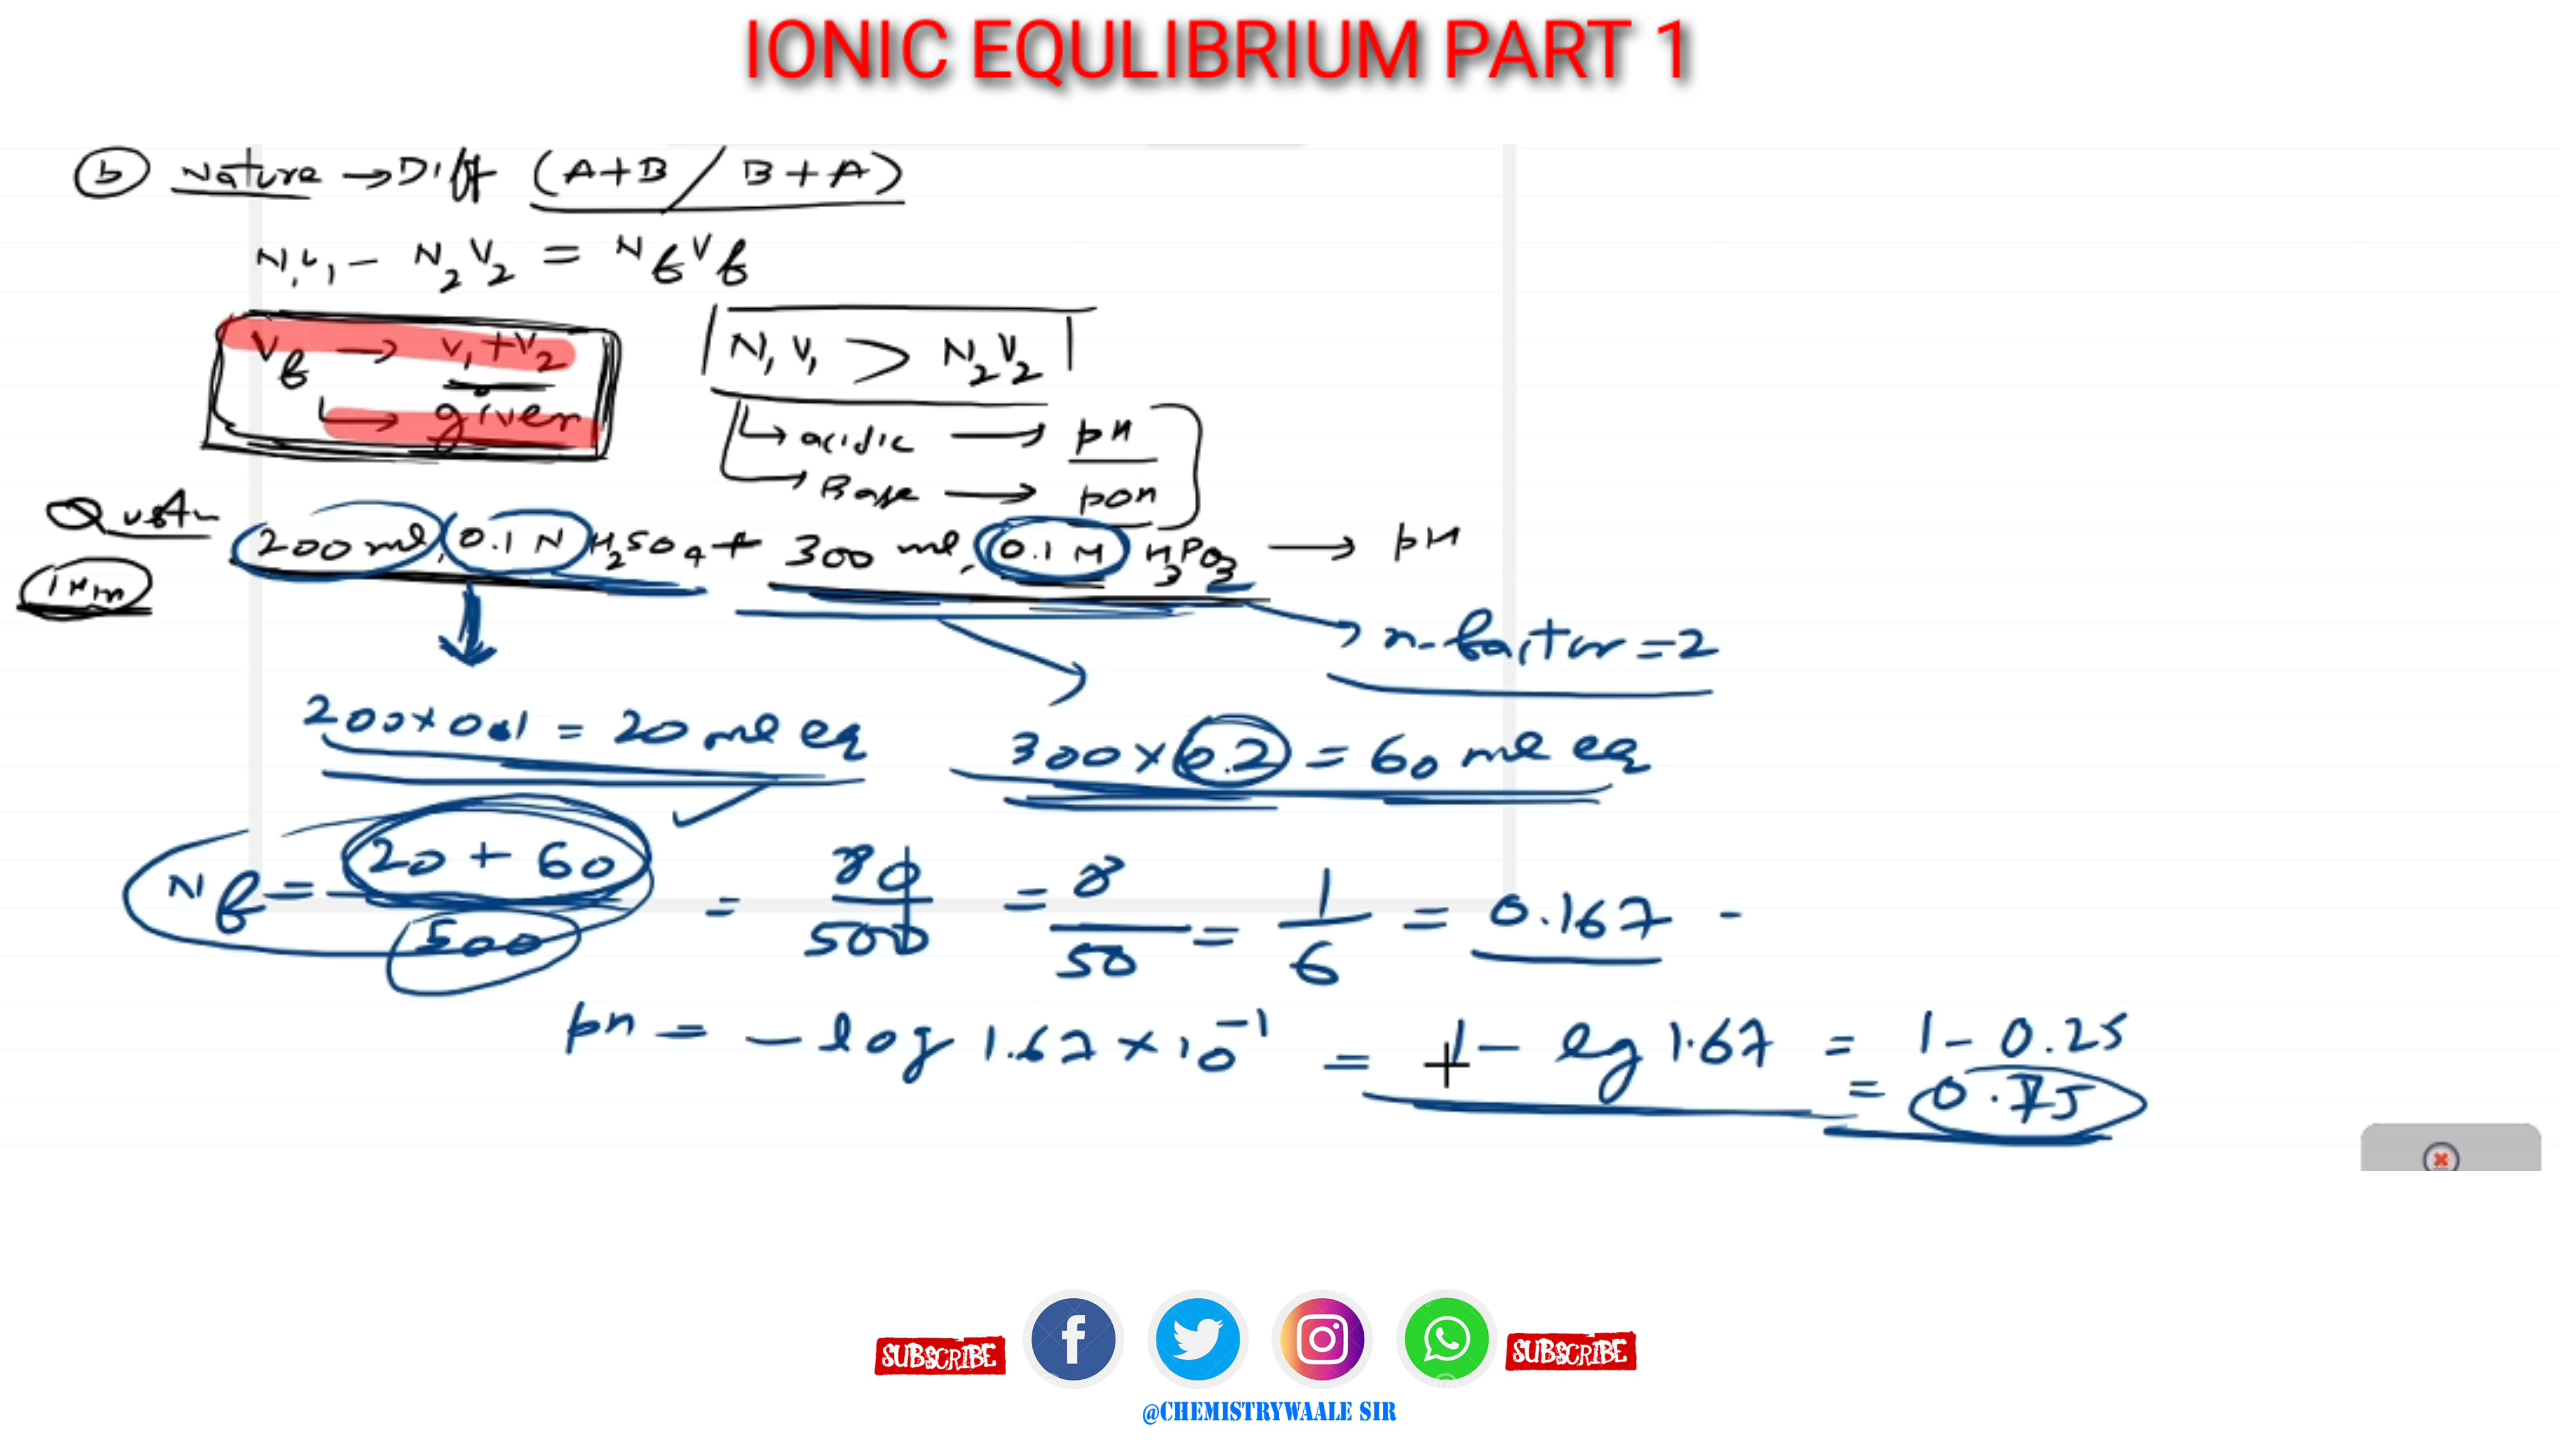 IONIC EQULIBRIUM PART 1
b Nature → Diff (A+B / B+A)
N₁V₁ - N₂V₂ = NfVf
Vf → V₁+V₂
↳ given
N₁V₁ > N₂V₂
↳ acidic → pH
→ Base → pOH
200 ml, 0.1 N H₂SO₄ + 300 ml, 0.1 M H₃PO₃ → pH
n-factor = 2
200×0.1 = 20 ml eq
300×0.2 = 60 ml eq
Nf = 20 + 60 / 500 = 80/500 = 8/50 = 1/6 = 0.167 -
pH = - log 1.67 × 10⁻¹ = 1 - log 1.67 = 1 - 0.25
= 0.75
SUBSCRIBE SUBSCRIBE
@CHEMISTRYWAALE SIR